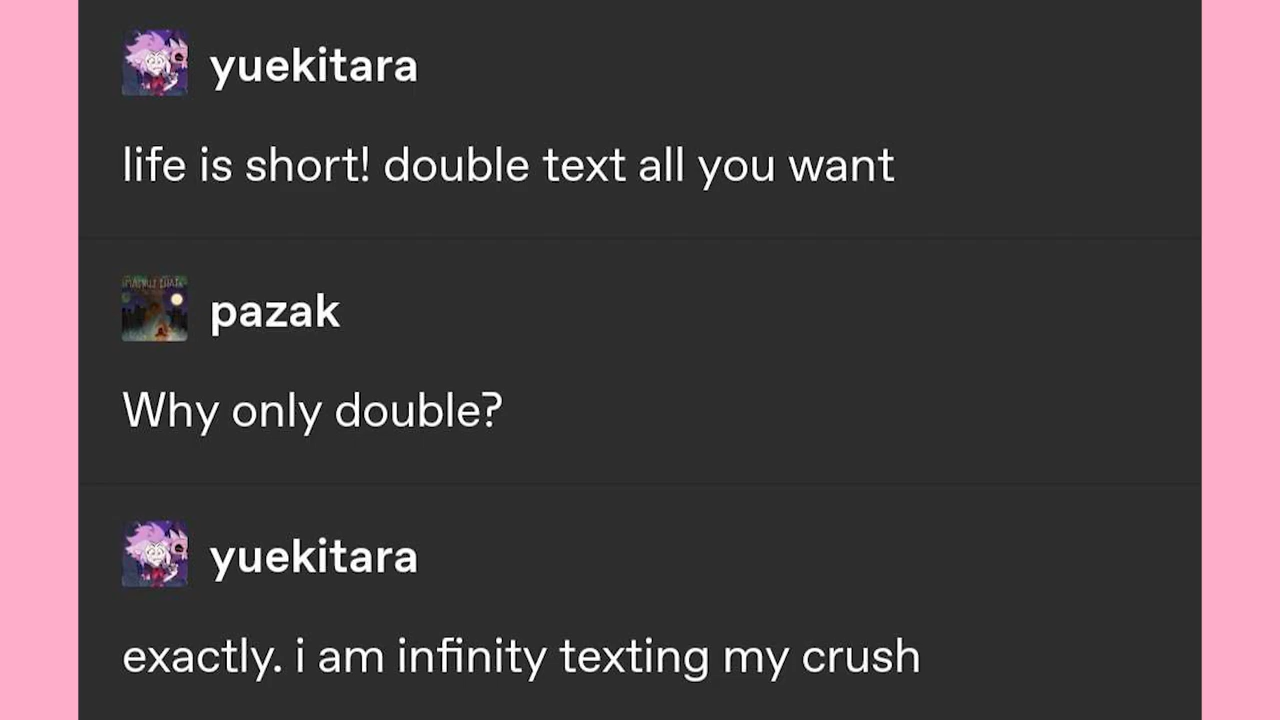 yuekitara
life is short! double text all you want
pazak
Why only double?
yuekitara
exactly. i am infinity texting my crush